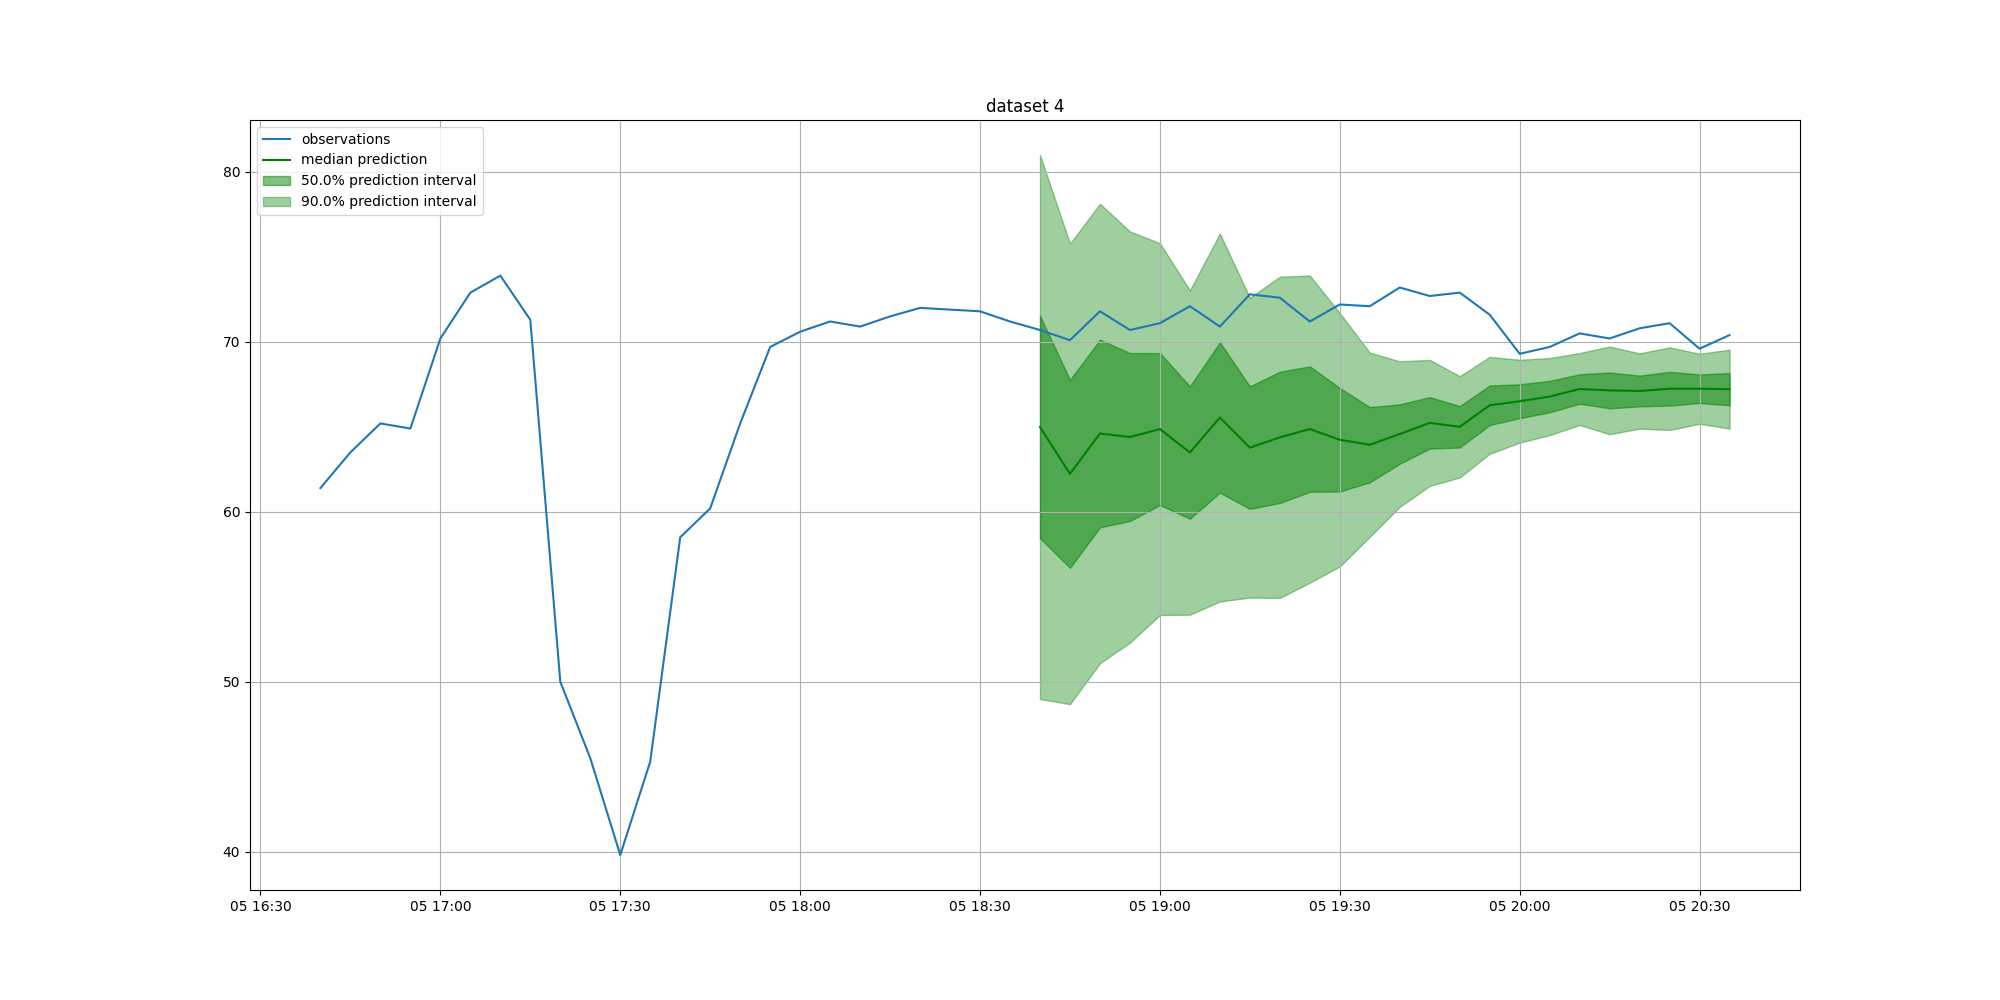 dataset 4
observations
median prediction
50.0% prediction interval
90.0% prediction interval
80
70
60
50
40
05 16:30
05 17:00
05 17:30
05 18:00
05 18:30
05 19:00
05 19:30
05 20:00
05 20:30